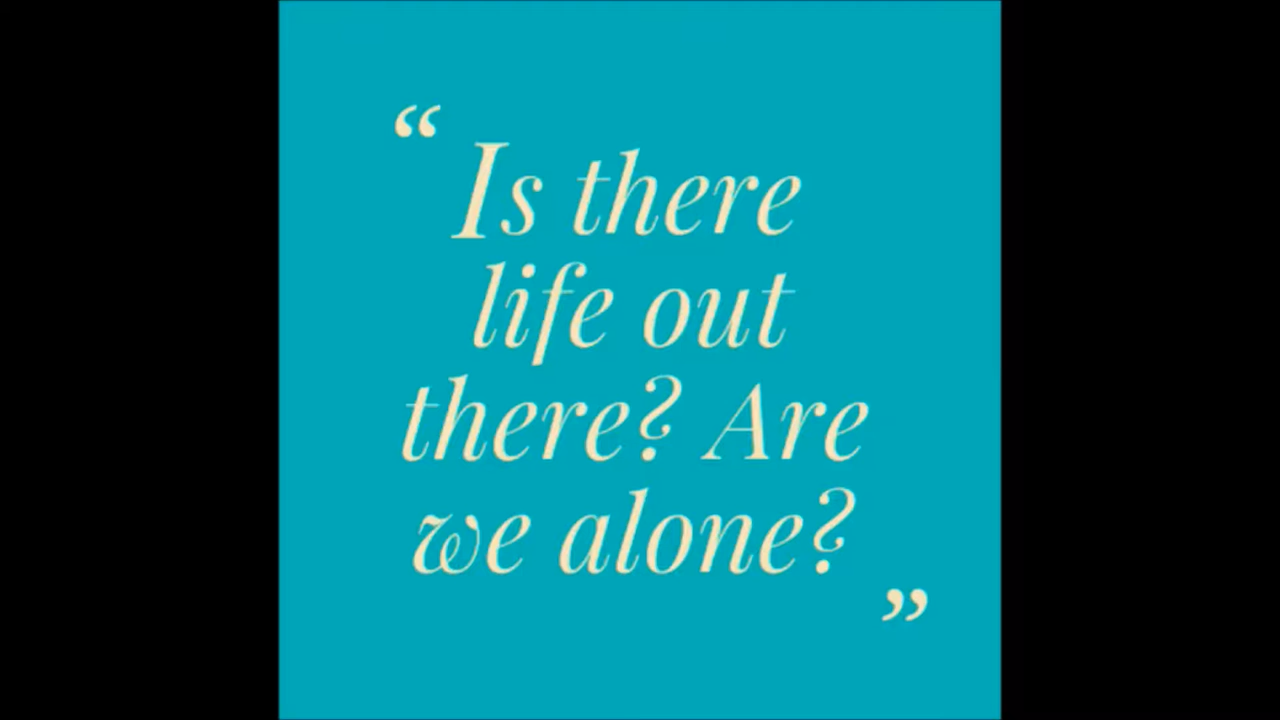 “ Is there
life out
there? Are
we alone? ”